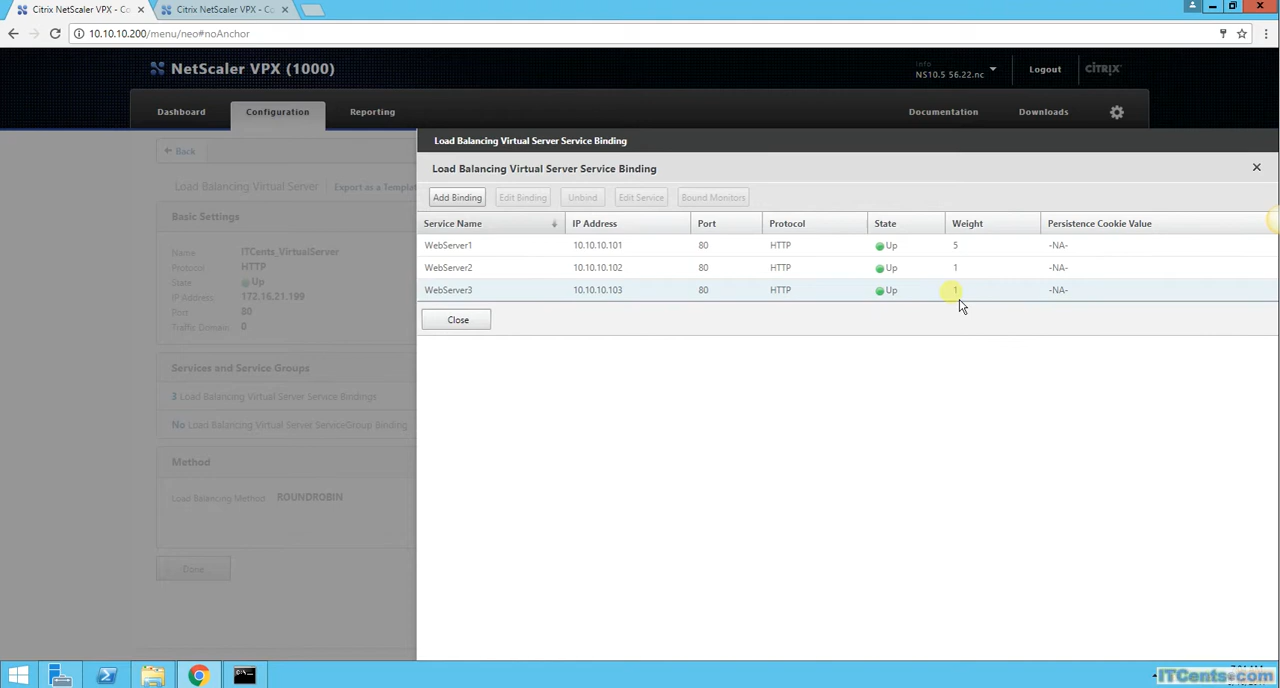 Citrix NetScaler VPX - Co
Citrix NetScaler VPX - Co
10.10.10.200/menu/neo#noAnchor
NetScaler VPX (1000)
Info
NS10.5 56.22.nc
Logout
CITRIX
Dashboard
Configuration
Reporting
Documentation
Downloads
Load Balancing Virtual Server Service Binding
Back
Load Balancing Virtual Server Service Binding
Load Balancing Virtual Server
Export as a Templat
Add Binding
Edit Binding
Unbind
Edit Service
Bound Monitors
Basic Settings
Service Name IP Address Port Protocol State Weight Persistence Cookie Value
WebServer1 10.10.10.101 80 HTTP Up 5 -NA-
WebServer2 10.10.10.102 80 HTTP Up 1 -NA-
WebServer3 10.10.10.103 80 HTTP Up 1 -NA-
Close
Name ITCents_VirtualServer
Protocol HTTP
State Up
IP Address 172.16.21.199
Port 80
Traffic Domain 0
Services and Service Groups
3 Load Balancing Virtual Server Service Bindings
No Load Balancing Virtual Server ServiceGroup Binding
Method
Load Balancing Method ROUNDROBIN
Done
ITCents.com